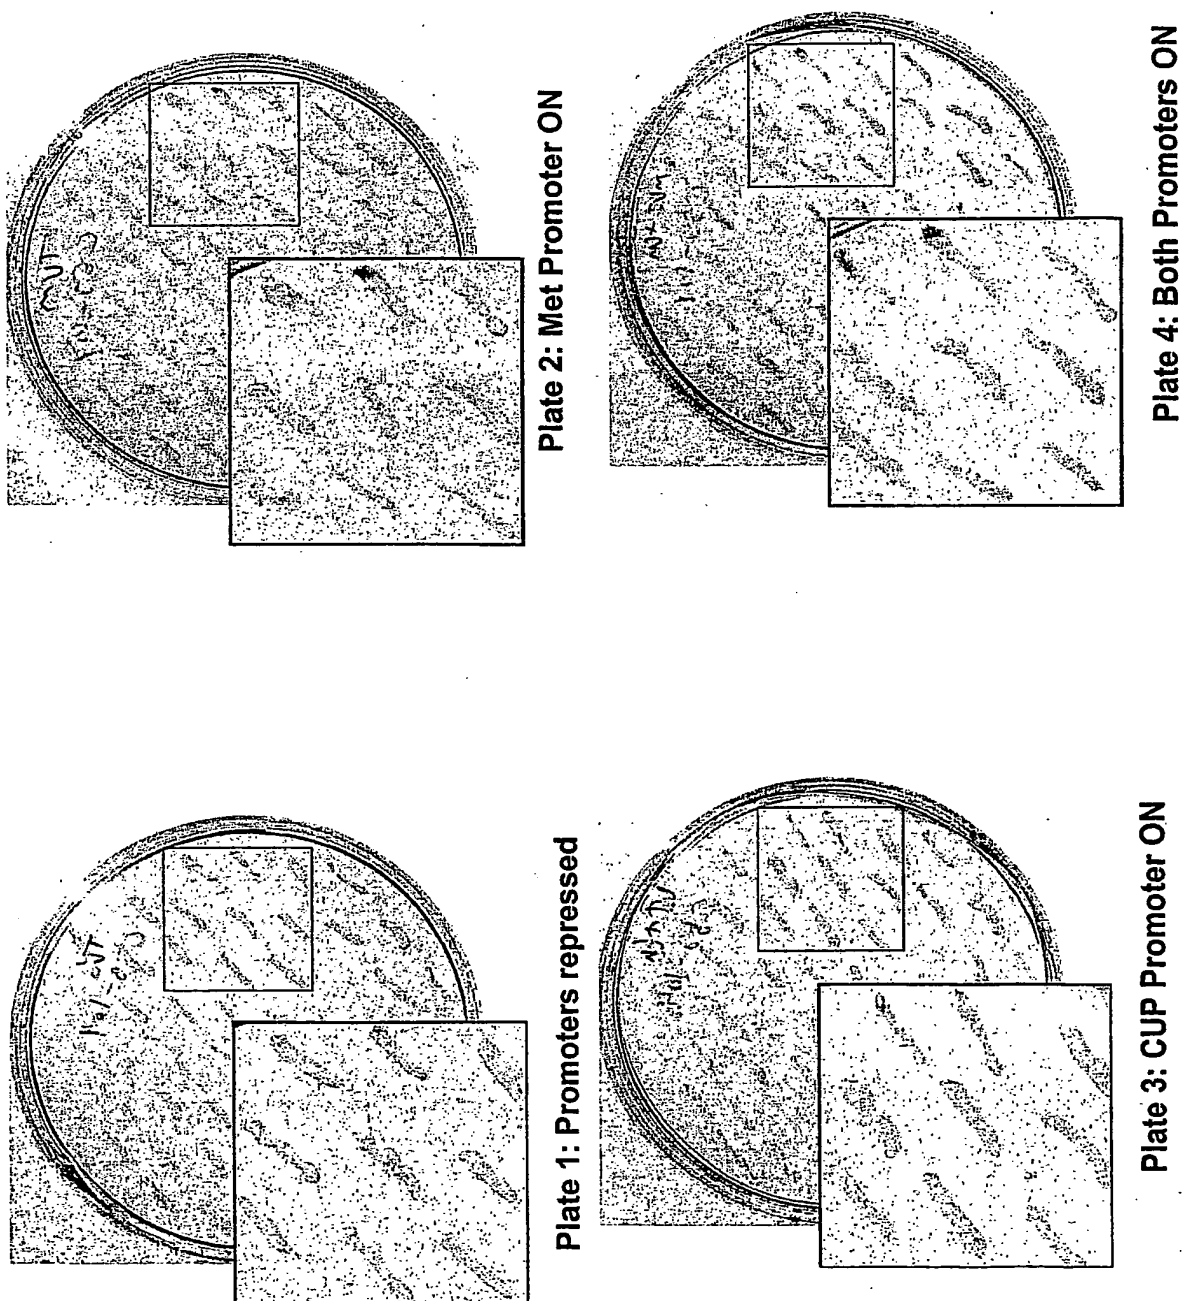 Plate 1: Promoters repressed
Plate 2: Met Promoter ON
Plate 3: CUP Promoter ON
Plate 4: Both Promoters ON